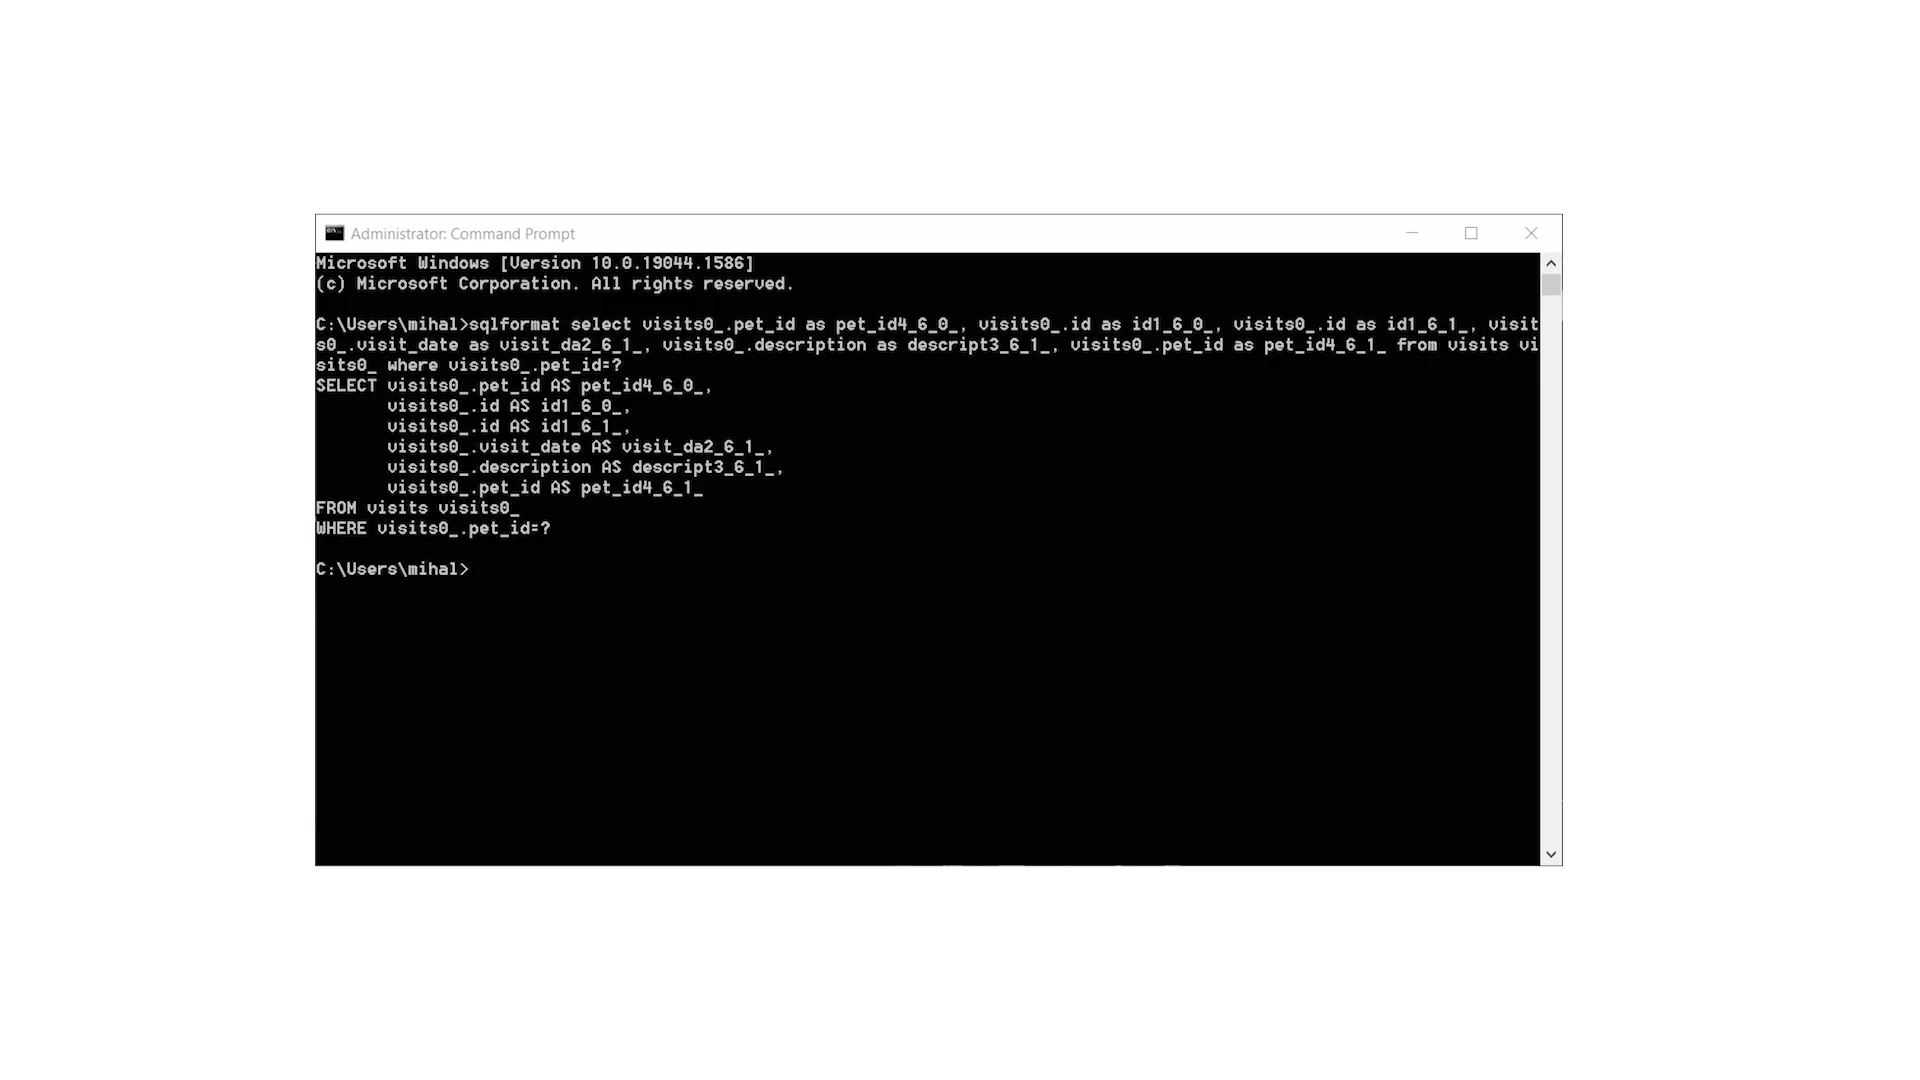 Administrator: Command Prompt
Microsoft Windows [Version 10.0.19044.1586]
(c) Microsoft Corporation. All rights reserved.
C:\Users\mihal>sqlformat select visits0_.pet_id as pet_id4_6_0_, visits0_.id as id1_6_0_, visits0_.id as id1_6_1_, visit
s0_.visit_date as visit_da2_6_1_, visits0_.description as descript3_6_1_, visits0_.pet_id as pet_id4_6_1_ from visits vi
sits0_ where visits0_.pet_id=?
SELECT visits0_.pet_id AS pet_id4_6_0_,
       visits0_.id AS id1_6_0_,
       visits0_.id AS id1_6_1_,
       visits0_.visit_date AS visit_da2_6_1_,
       visits0_.description AS descript3_6_1_,
       visits0_.pet_id AS pet_id4_6_1_
FROM visits visits0_
WHERE visits0_.pet_id=?
C:\Users\mihal>